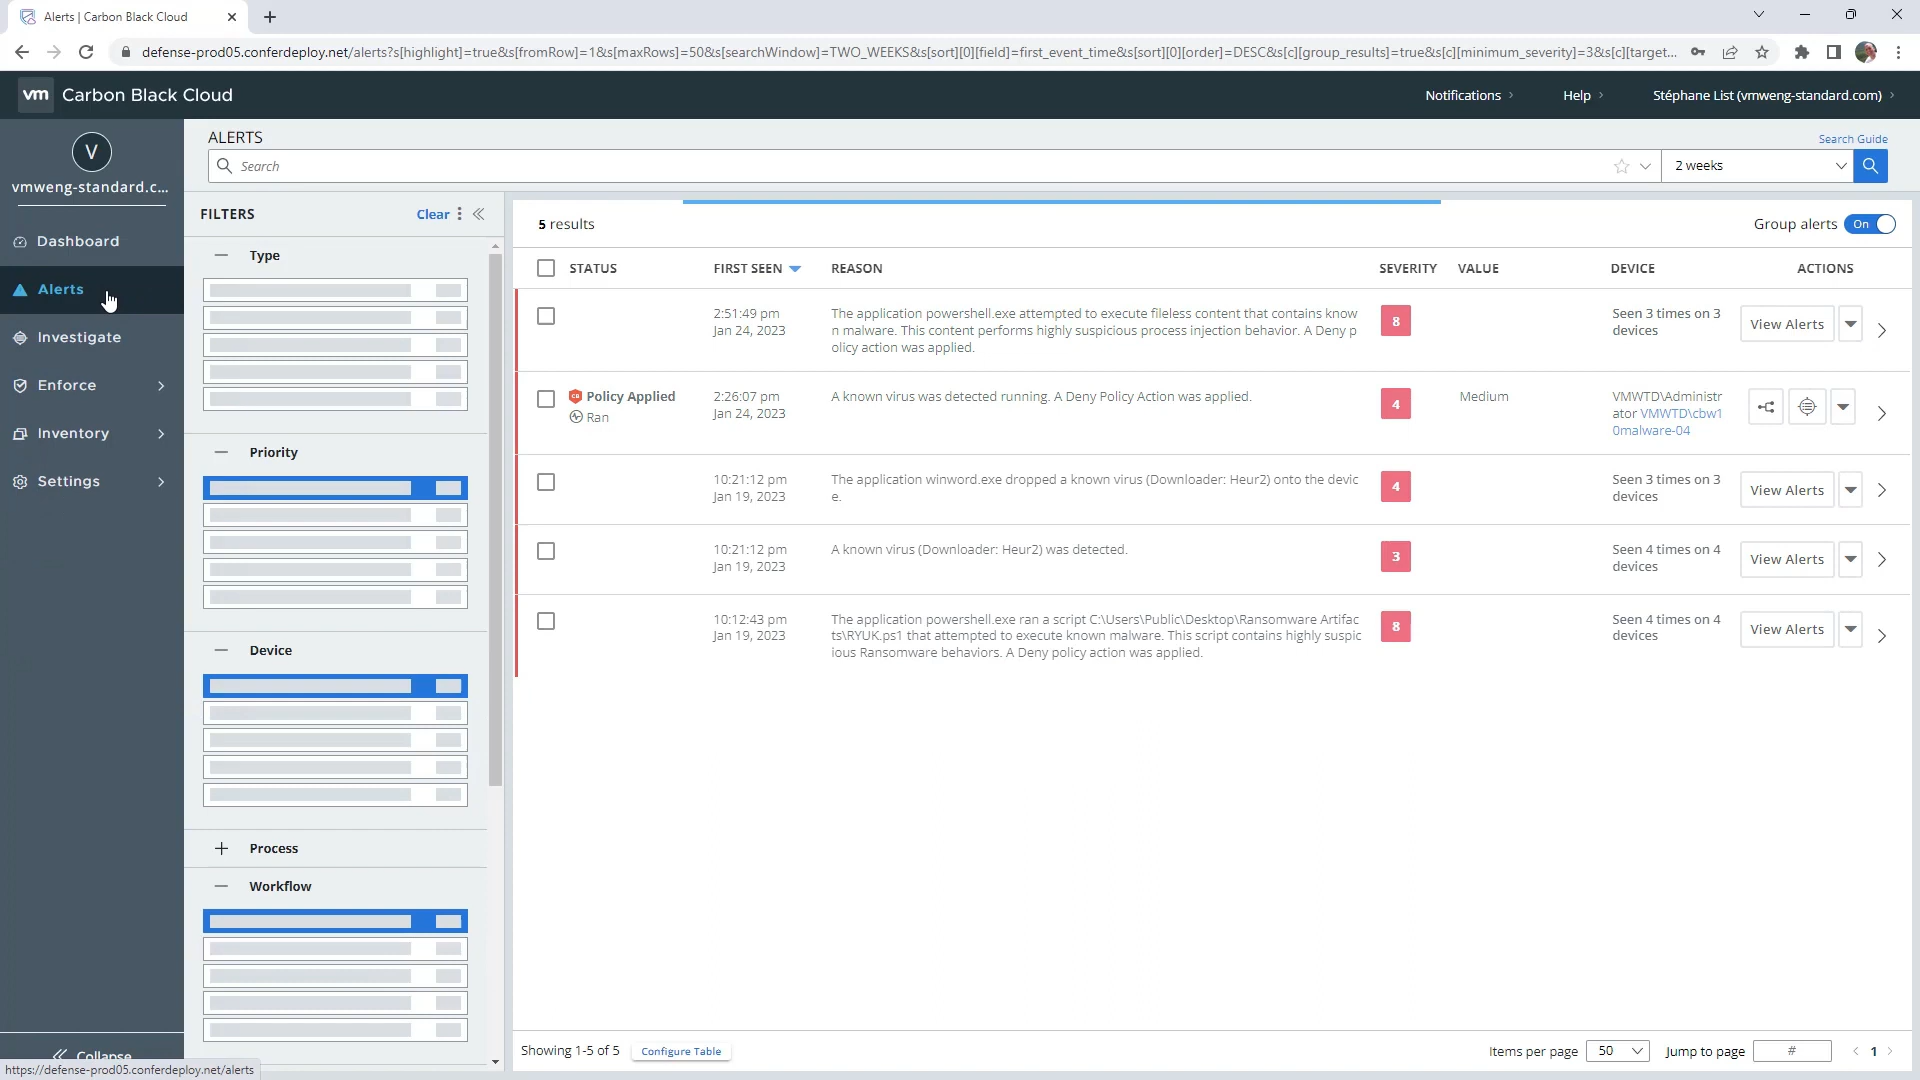 Alerts | Carbon Black Cloud
defense-prod05.conferdeploy.net/alerts?s[highlight]=true&s[fromRow]=1&s[maxRows]=50&s[searchWindow]=TWO_WEEKS&s[sort][0][field]=first_event_time&s[sort][0][order]=DESC&s[c][group_results]=true&s[c][minimum_severity]=3&s[c][target...
vm Carbon Black Cloud
Notifications
Help
Stéphane List (vmweng-standard.com)
V
vmweng-standard.c...
Dashboard
Alerts
Investigate
Enforce
Inventory
Settings
Collapse
https://defense-prod05.conferdeploy.net/alerts
ALERTS
Search Guide
Search
2 weeks
FILTERS
Clear
Type
Priority
Device
Process
Workflow
5 results
Group alerts On
STATUS FIRST SEEN REASON SEVERITY VALUE DEVICE ACTIONS
2:51:49 pm
Jan 24, 2023
The application powershell.exe attempted to execute fileless content that contains know
n malware. This content performs highly suspicious process injection behavior. A Deny p
olicy action was applied.
8
Seen 3 times on 3
devices
View Alerts
CB Policy Applied
Ran
2:26:07 pm
Jan 24, 2023
A known virus was detected running. A Deny Policy Action was applied.
4
Medium
VMWTD\Administr
ator VMWTD\cbw1
0malware-04
10:21:12 pm
Jan 19, 2023
The application winword.exe dropped a known virus (Downloader: Heur2) onto the devic
e.
4
Seen 3 times on 3
devices
View Alerts
10:21:12 pm
Jan 19, 2023
A known virus (Downloader: Heur2) was detected.
3
Seen 4 times on 4
devices
View Alerts
10:12:43 pm
Jan 19, 2023
The application powershell.exe ran a script C:\Users\Public\Desktop\Ransomware Artifac
ts\RYUK.ps1 that attempted to execute known malware. This script contains highly suspic
ious Ransomware behaviors. A Deny policy action was applied.
8
Seen 4 times on 4
devices
View Alerts
Showing 1-5 of 5
Configure Table
Items per page 50
Jump to page #
1